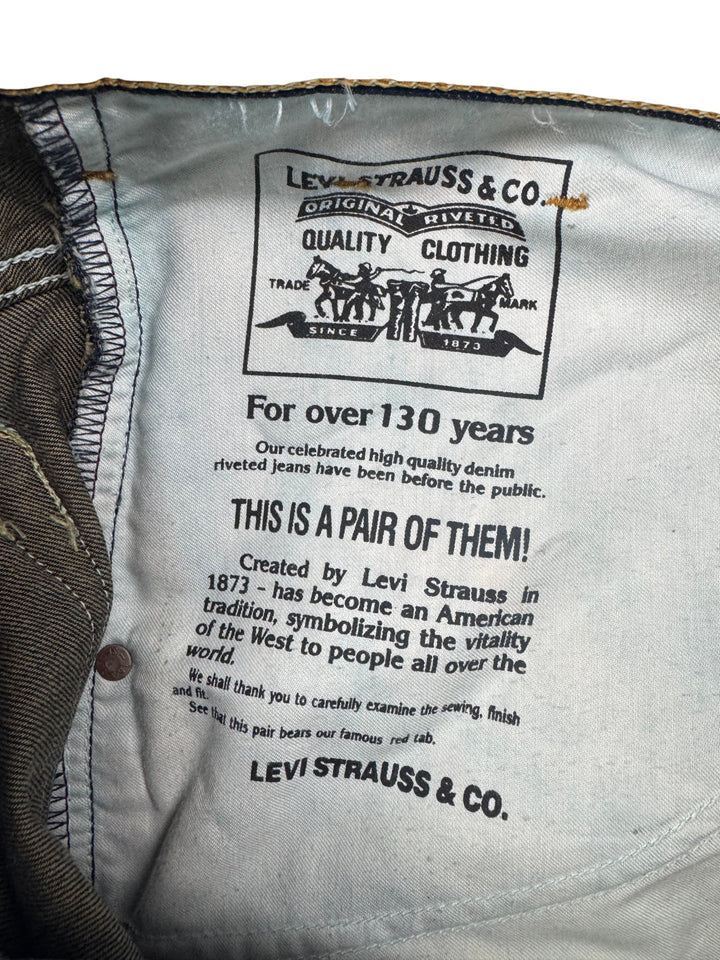 LEVI STRAUSS & CO.
ORIGINAL RIVETED
QUALITY CLOTHING
TRADE MARK
SINCE 1873
For over 130 years
Our celebrated high quality denim
riveted jeans have been before the public.
THIS IS A PAIR OF THEM!
Created by Levi Strauss in
1873 - has become an American
tradition, symbolizing the vitality
of the West to people all over the
world.
We shall thank you to carefully examine the sewing, finish
and fit.
See that this pair bears our famous red tab.
LEVI STRAUSS & CO.